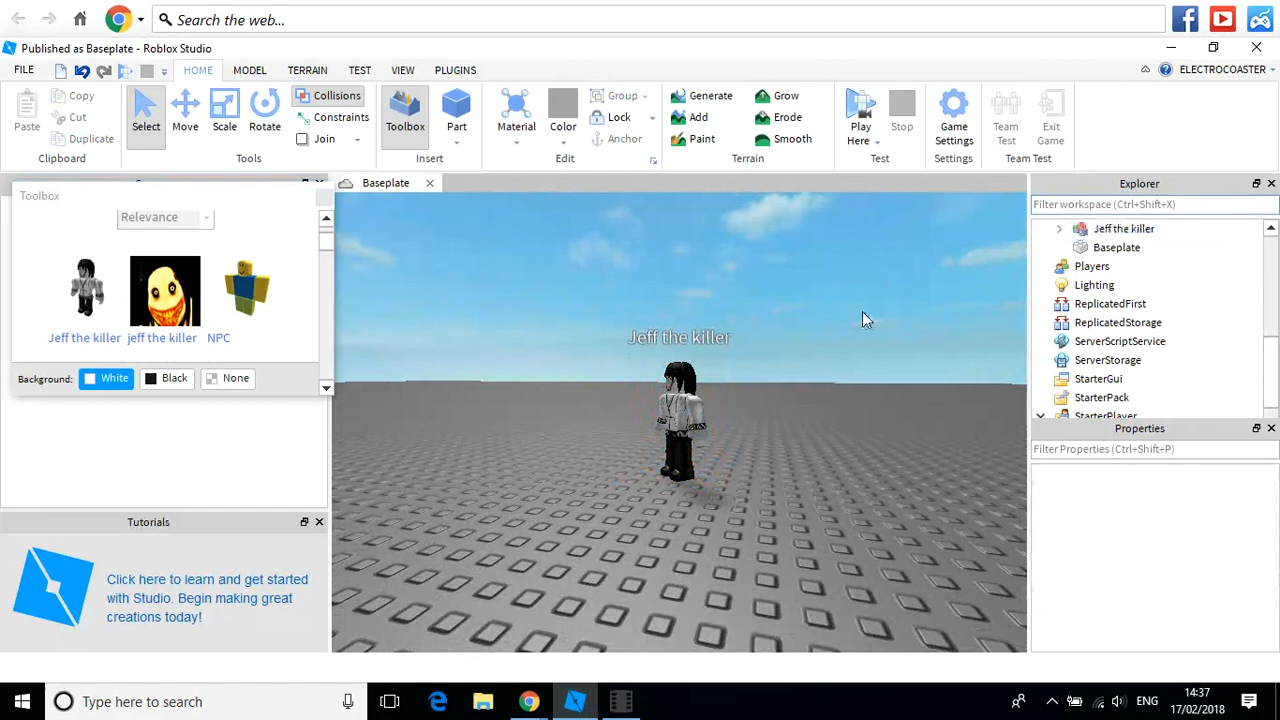 Search the web...
Published as Baseplate - Roblox Studio
FILE HOME MODEL TERRAIN TEST VIEW PLUGINS ELECTROCOASTER
Paste Copy Cut Duplicate
Select Move Scale Rotate
Collisions Constraints Join
Toolbox Part
Material Color Group Lock Anchor
Generate Add Paint Grow Erode Smooth
Play Here Stop
Game Settings
Team Test Exit Game
Clipboard Tools Insert Edit Terrain Test Settings Team Test
Toolbox
Relevance
Jeff the killer jeff the killer NPC
Background: White Black None
Tutorials
Click here to learn and get started
with Studio. Begin making great
creations today!
Baseplate
Jeff the killer
Explorer
Filter workspace (Ctrl+Shift+X)
Jeff the killer
Baseplate
Players
Lighting
ReplicatedFirst
ReplicatedStorage
ServerScriptService
ServerStorage
StarterGui
StarterPack
StarterPlayer
Properties
Filter Properties (Ctrl+Shift+P)
Type here to search
ENG
14:37
17/02/2018